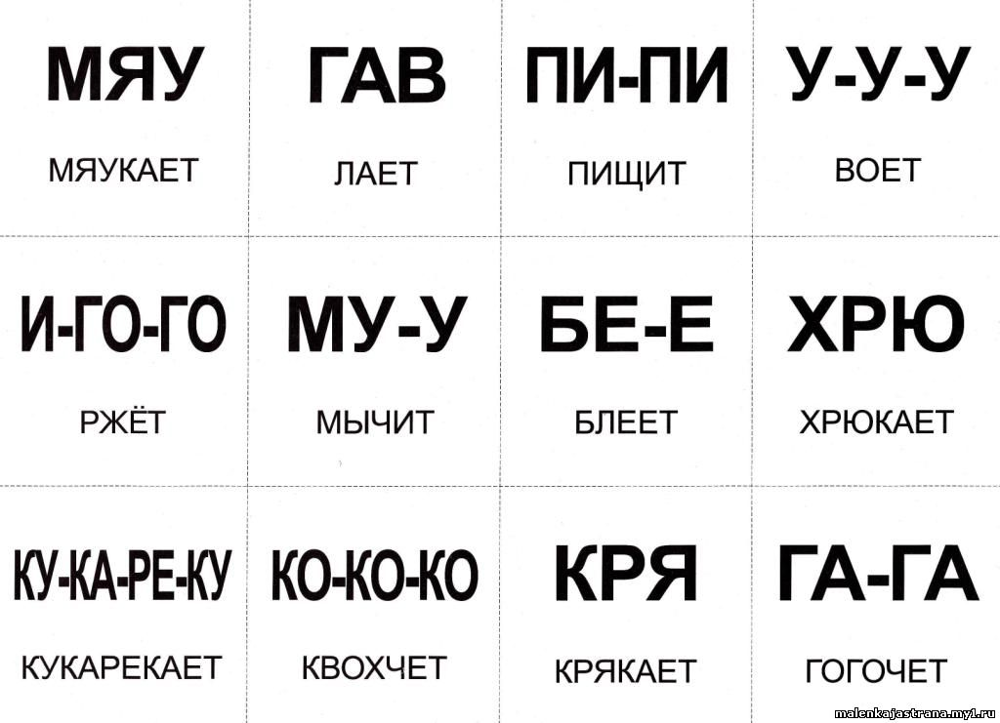 МЯУ
МЯУКАЕТ
ГАВ
ЛАЕТ
ПИ-ПИ
ПИЩИТ
У-У-У
ВОЕТ
И-ГО-ГО
РЖЁТ
МУ-У
МЫЧИТ
БЕ-Е
БЛЕЕТ
ХРЮ
ХРЮКАЕТ
КУ-КА-РЕ-КУ
КУКАРЕКАЕТ
КО-КО-КО
КВОХЧЕТ
КРЯ
КРЯКАЕТ
ГА-ГА
ГОГОЧЕТ
malenkajastrana.my1.ru